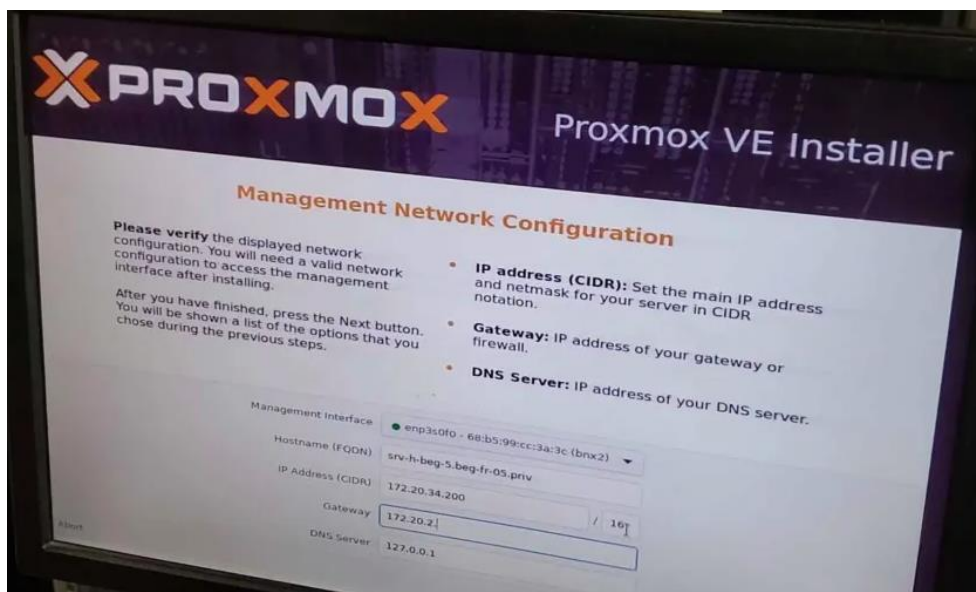 PROXMOX
Proxmox VE Installer
Management Network Configuration
Please verify the displayed network
configuration. You will need a valid network
configuration to access the management
interface after installing.
After you have finished, press the Next button.
You will be shown a list of the options that you
chose during the previous steps.
• IP address (CIDR): Set the main IP address
and netmask for your server in CIDR
notation.
• Gateway: IP address of your gateway or
firewall.
• DNS Server: IP address of your DNS server.
Management Interface enp3s0f0 - 68:b5:99:cc:3a:3c (bnx2)
Hostname (FQDN) srv-h-beg-5.beg-fr-05.priv
IP Address (CIDR) 172.20.34.200 / 16
Gateway 172.20.2.
DNS Server 127.0.0.1
Abort